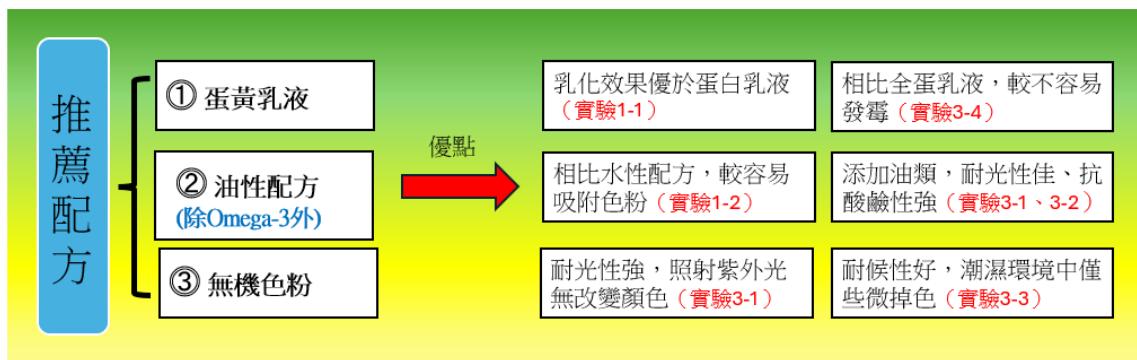 推薦配方
① 蛋黃乳液
② 油性配方
(除Omega-3外)
③ 無機色粉
優點
乳化效果優於蛋白乳液
（實驗1-1）
相比全蛋乳液，較不容易
發霉（實驗3-4）
相比水性配方，較容易
吸附色粉（實驗1-2）
添加油類，耐光性佳、抗
酸鹼性強（實驗3-1、3-2）
耐光性強，照射紫外光
無改變顏色（實驗3-1）
耐候性好，潮濕環境中僅
些微掉色（實驗3-3）